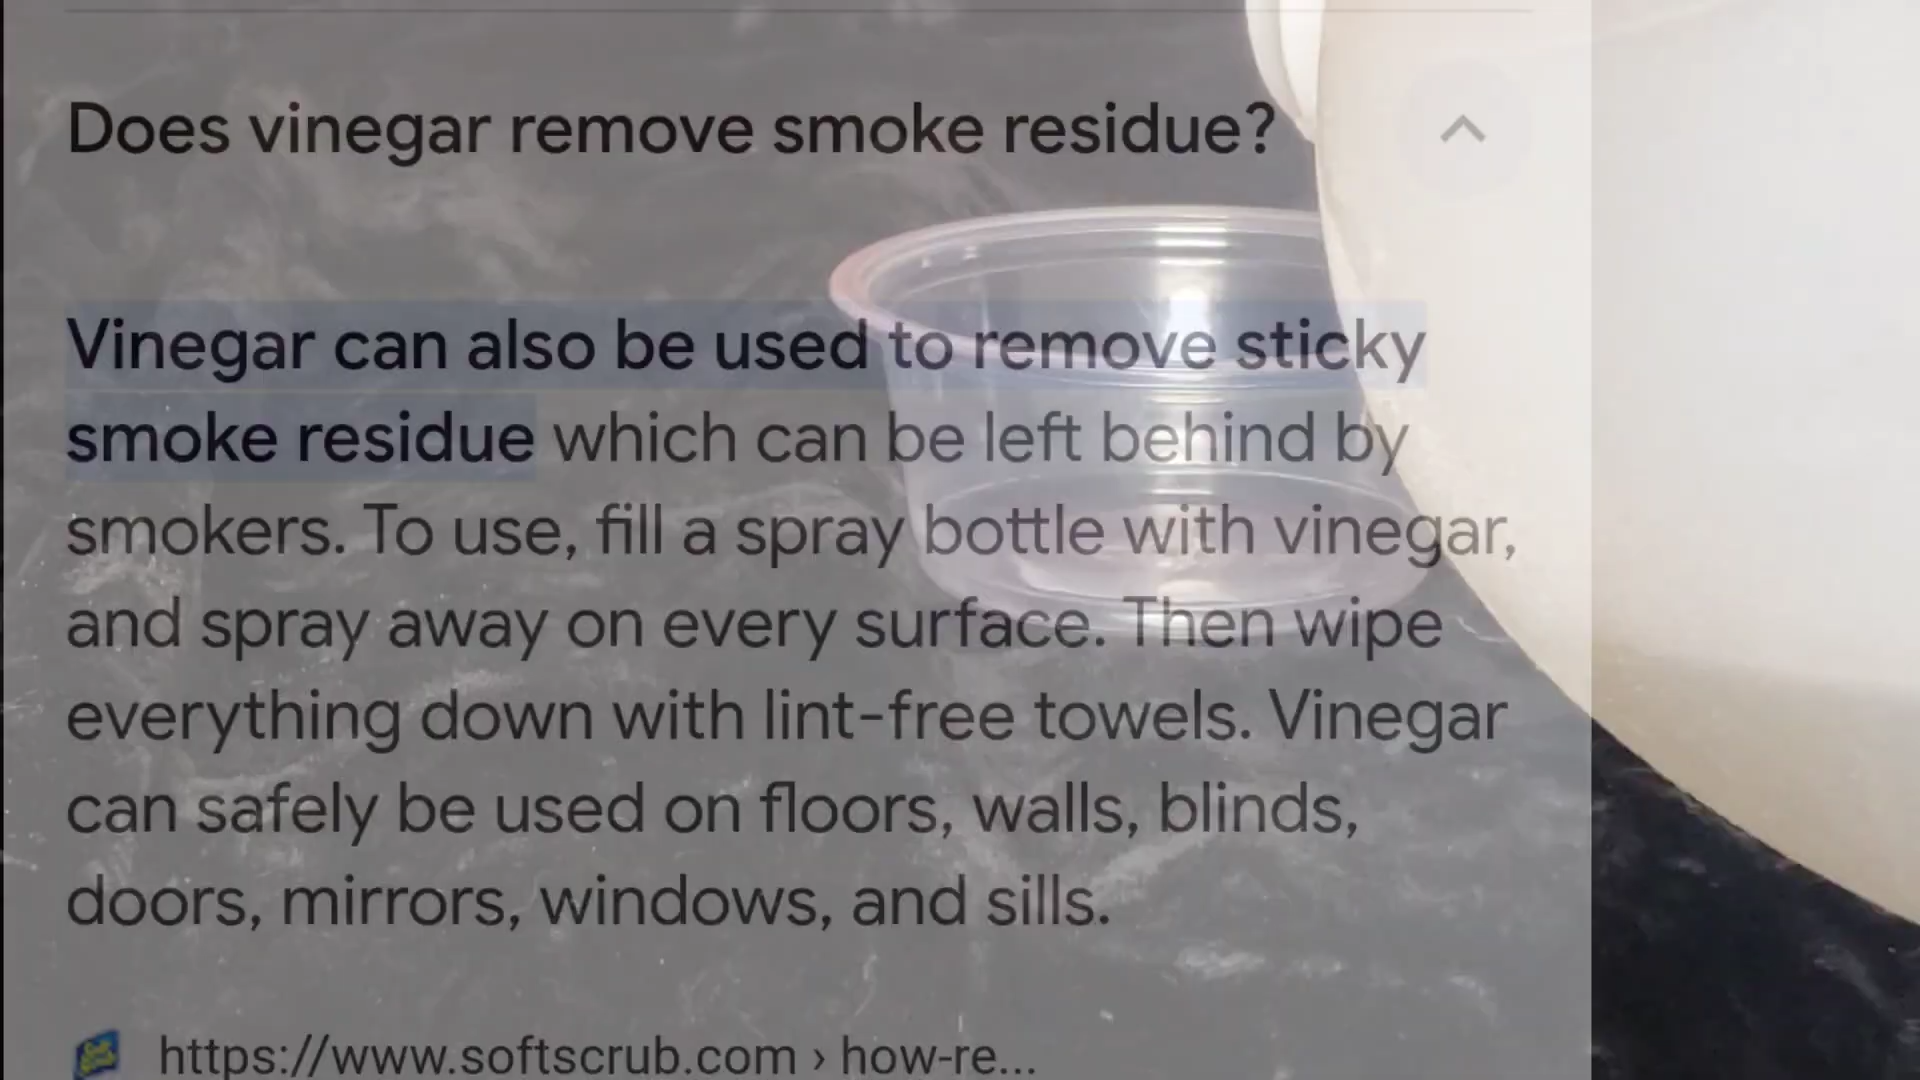 Does vinegar remove smoke residue?
Vinegar can also be used to remove sticky
smoke residue which can be left behind by
smokers. To use, fill a spray bottle with vinegar,
and spray away on every surface. Then wipe
everything down with lint-free towels. Vinegar
can safely be used on floors, walls, blinds,
doors, mirrors, windows, and sills.
https://www.softscrub.com › how-re...